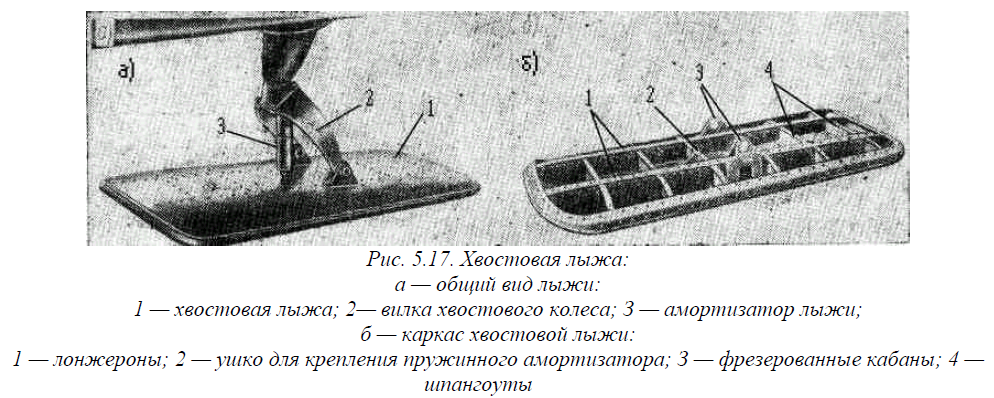 а)
2
1
3
б)
1
2
3
4
Рис. 5.17. Хвостовая лыжа:
а — общий вид лыжи:
1 — хвостовая лыжа; 2— вилка хвостового колеса; 3 — амортизатор лыжи;
б — каркас хвостовой лыжи:
1 — лонжероны; 2 — ушко для крепления пружинного амортизатора; 3 — фрезерованные кабаны; 4 —
шпангоуты